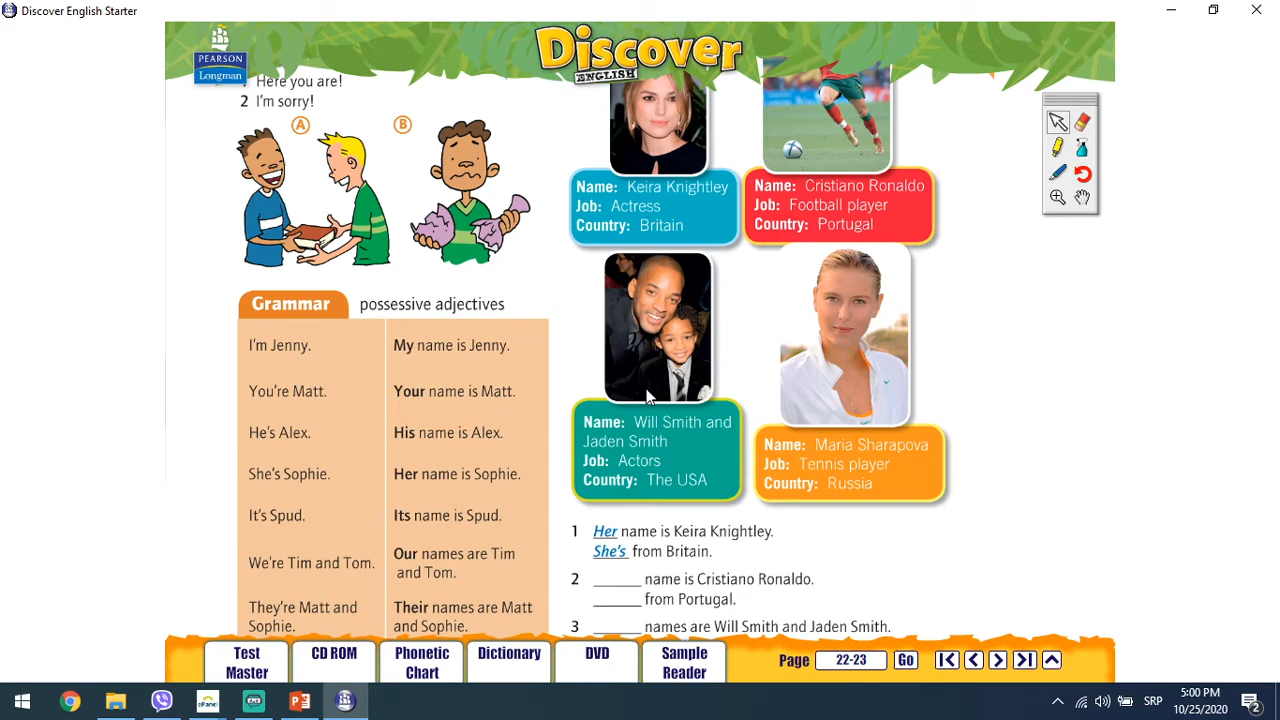 Discover English Starter
PEARSON
Longman
Discover
ENGLISH
Here you are!
2 I'm sorry!
A
B
Grammar possessive adjectives
I'm Jenny. My name is Jenny.
You're Matt. Your name is Matt.
He's Alex. His name is Alex.
She's Sophie. Her name is Sophie.
It's Spud. Its name is Spud.
We're Tim and Tom. Our names are Tim
and Tom.
They're Matt and
Sophie.
Their names are Matt
and Sophie.
Name: Keira Knightley
Job: Actress
Country: Britain
Name: Cristiano Ronaldo
Job: Football player
Country: Portugal
Name: Will Smith and
Jaden Smith
Job: Actors
Country: The USA
Name: Maria Sharapova
Job: Tennis player
Country: Russia
1 Her name is Keira Knightley.
She's from Britain.
2 ______ name is Cristiano Ronaldo.
______ from Portugal.
3 ______ names are Will Smith and Jaden Smith.
Test
Master
CD ROM
Phonetic
Chart
Dictionary
DVD
Sample
Reader
Page 22-23 Go
SRP
5:00 PM
10/25/2020
2